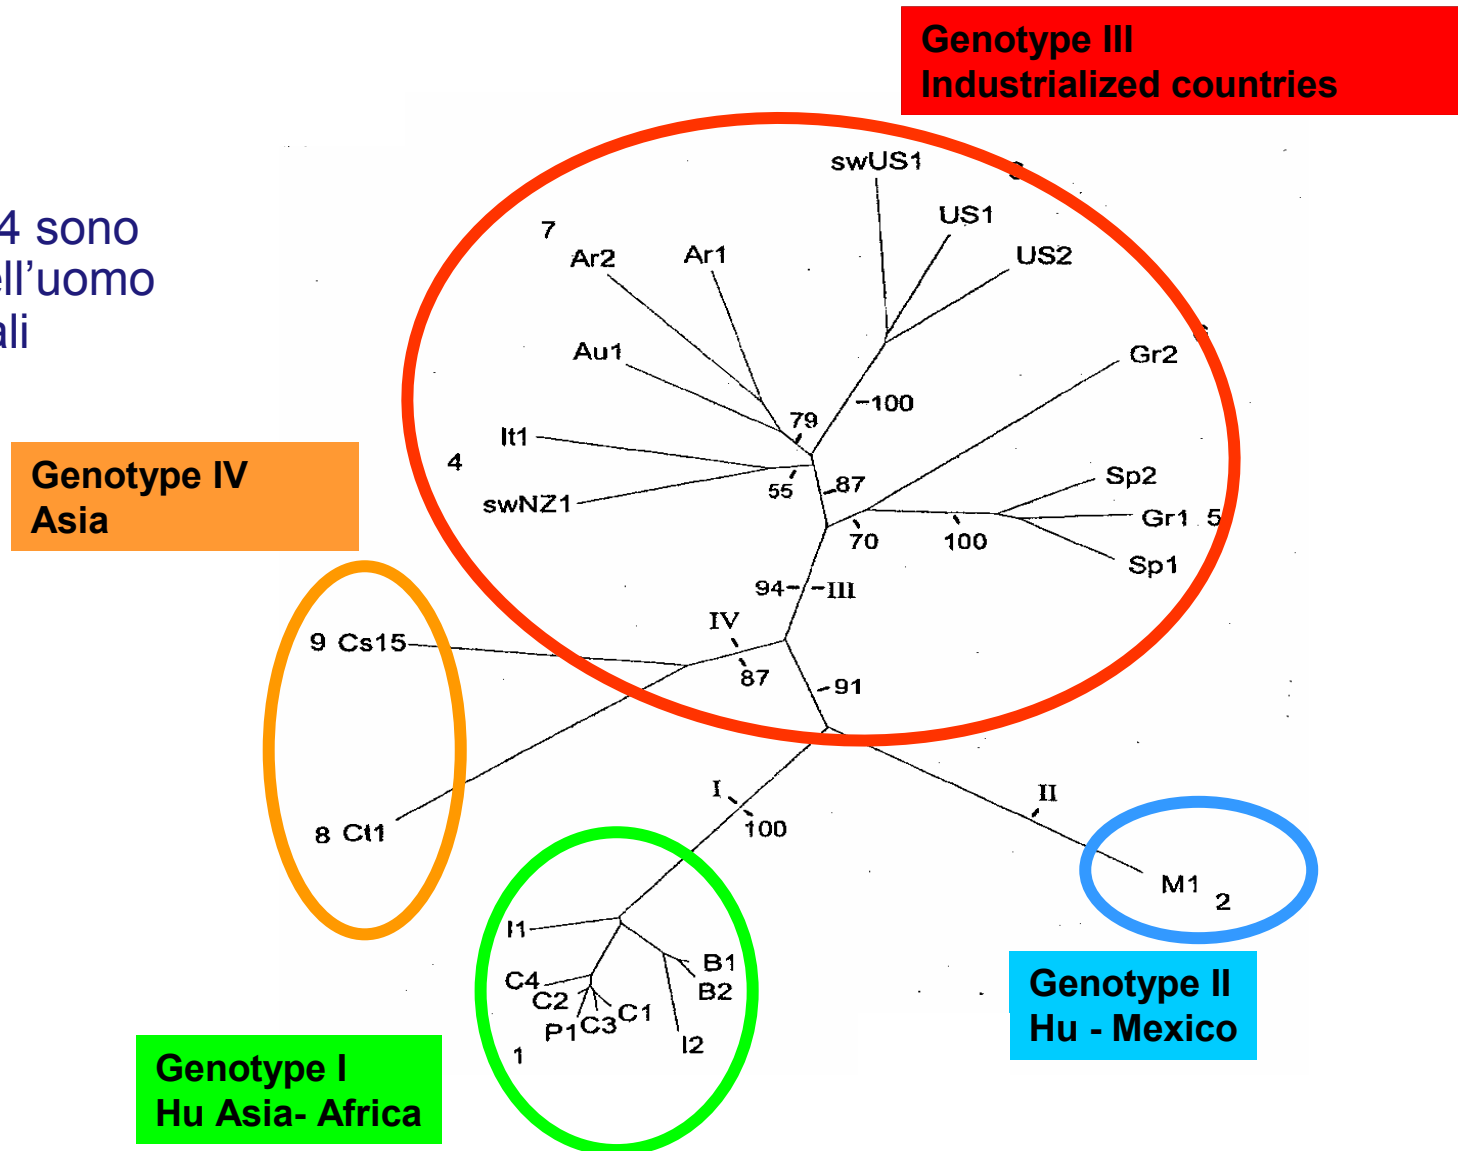 Genotype III
Industrialized countries
swUS1
US1
US2
7
Ar2
Ar1
4 sono
ell'uomo
ali
Au1
Gr2
79
100
It1
4
55
87
swNZ1
Sp2
Gr1 5
Sp1
70
100
Genotype IV
Asia
94
III
IV
87
91
9 Cs15
8 Ct1
I
100
II
M1 2
I1
C4
C2
P1
C3
C1
B1
B2
I2
1
Genotype II
Hu - Mexico
Genotype I
Hu Asia- Africa